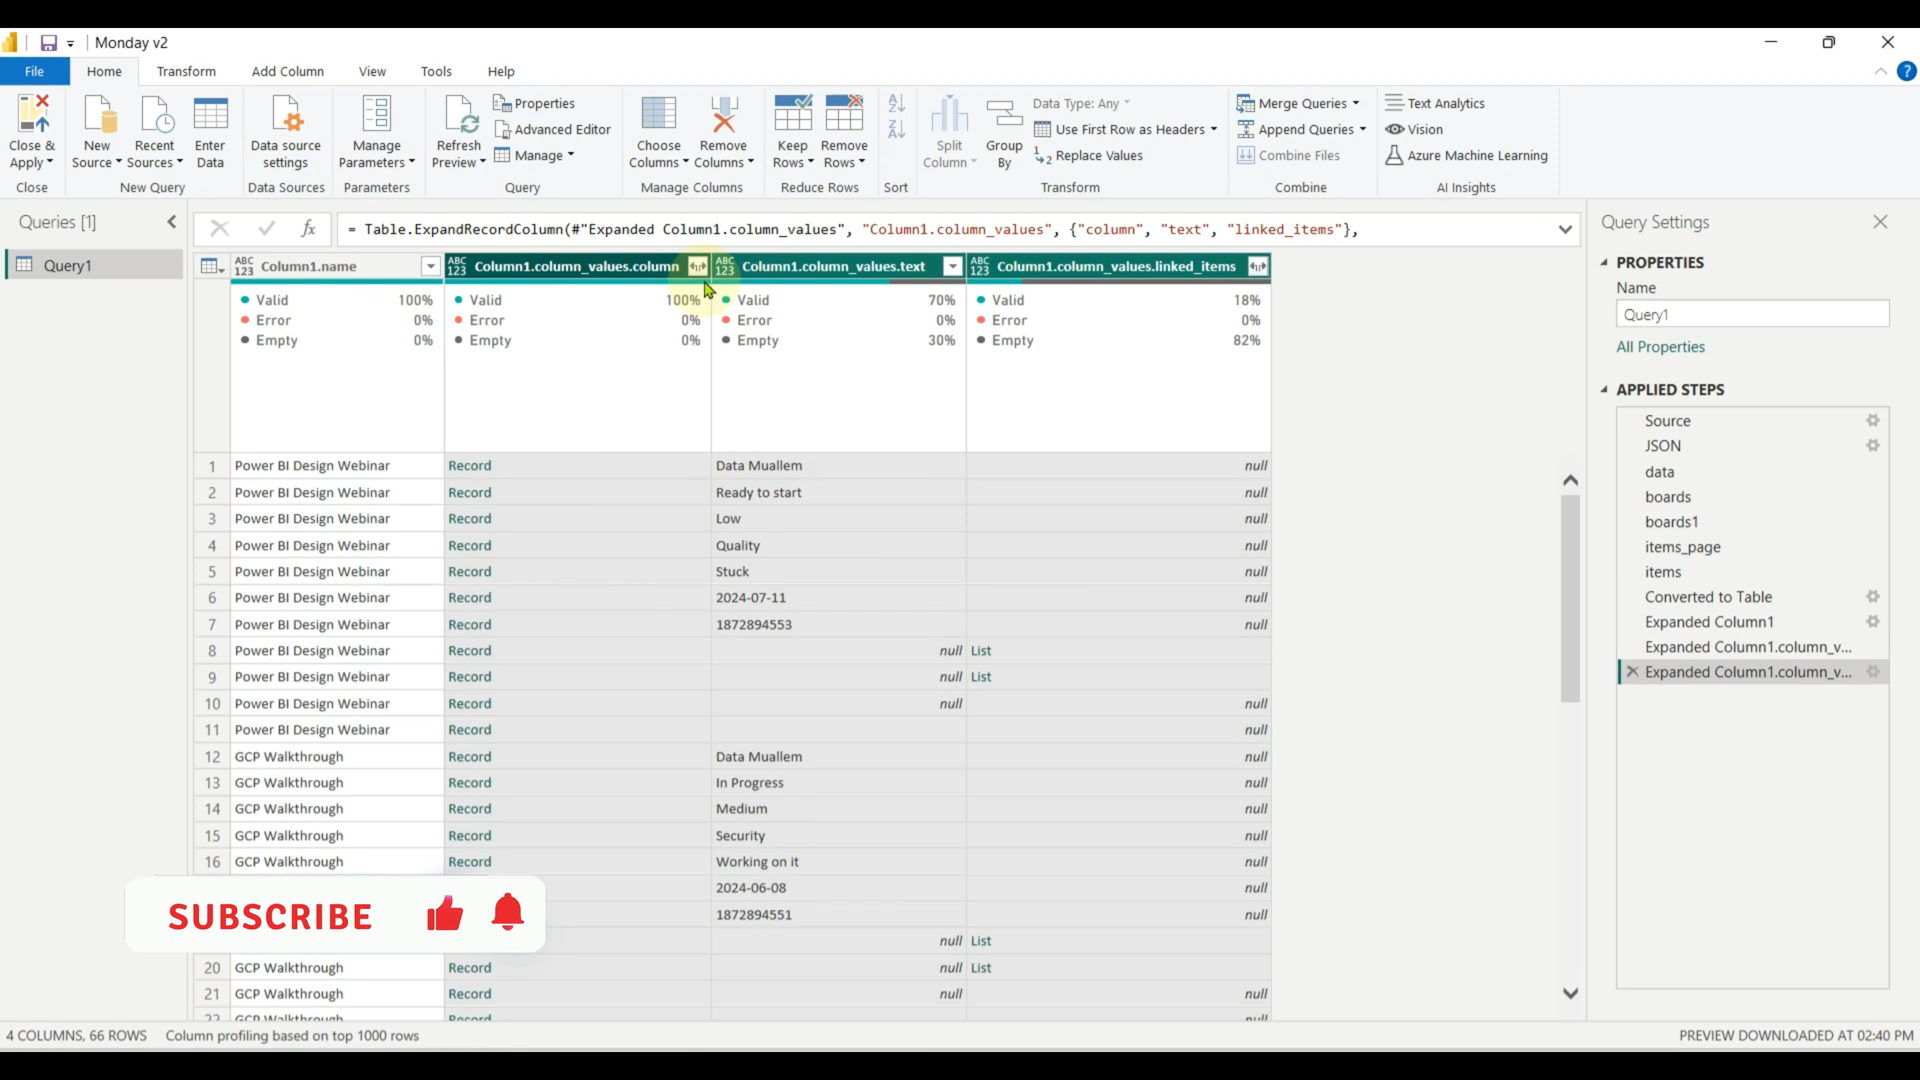 Monday v2
File Home Transform Add Column View Tools Help
Close & Apply
New Source
Recent Sources
Enter Data
Data source settings
Manage Parameters
Refresh Preview
Properties
Advanced Editor
Manage
Choose Columns
Remove Columns
Keep Rows
Remove Rows
Split Column
Group By
Data Type: Any
Use First Row as Headers
Replace Values
Merge Queries
Append Queries
Combine Files
Text Analytics
Vision
Azure Machine Learning
Close New Query Data Sources Parameters Query Manage Columns Reduce Rows Sort Transform Combine AI Insights
Queries [1]
Query1
fx = Table.ExpandRecordColumn(#"Expanded Column1.column_values", "Column1.column_values", {"column", "text", "linked_items"},
ABC 123 Column1.name ABC 123 Column1.column_values.column ABC 123 Column1.column_values.text ABC 123 Column1.column_values.linked_items
Valid 100% Valid 100% Valid 70% Valid 18%
Error 0% Error 0% Error 0% Error 0%
Empty 0% Empty 0% Empty 30% Empty 82%
1 Power BI Design Webinar Record Data Muallem null
2 Power BI Design Webinar Record Ready to start null
3 Power BI Design Webinar Record Low null
4 Power BI Design Webinar Record Quality null
5 Power BI Design Webinar Record Stuck null
6 Power BI Design Webinar Record 2024-07-11 null
7 Power BI Design Webinar Record 1872894553 null
8 Power BI Design Webinar Record null List
9 Power BI Design Webinar Record null List
10 Power BI Design Webinar Record null null
11 Power BI Design Webinar Record null
12 GCP Walkthrough Record Data Muallem null
13 GCP Walkthrough Record In Progress null
14 GCP Walkthrough Record Medium null
15 GCP Walkthrough Record Security null
16 GCP Walkthrough Record Working on it null
2024-06-08 null
1872894551 null
null List
20 GCP Walkthrough Record null List
21 GCP Walkthrough Record null null
22 GCP Walkthrough Record null
SUBSCRIBE
Query Settings
PROPERTIES
Name
Query1
All Properties
APPLIED STEPS
Source
JSON
data
boards
boards1
items_page
items
Converted to Table
Expanded Column1
Expanded Column1.column_v...
Expanded Column1.column_v...
4 COLUMNS, 66 ROWS Column profiling based on top 1000 rows
PREVIEW DOWNLOADED AT 02:40 PM